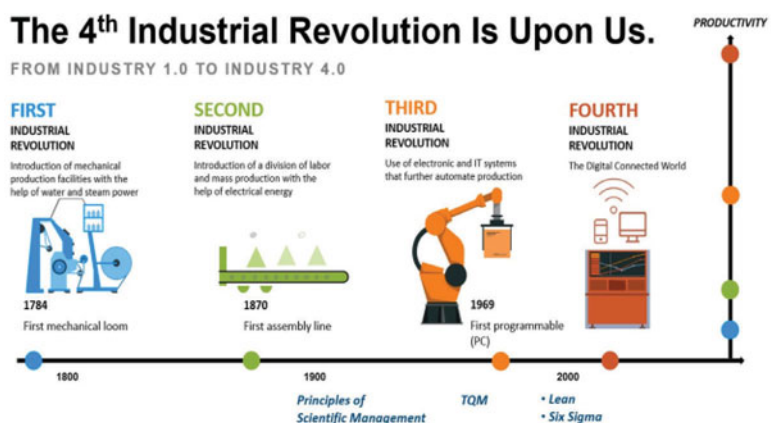 The 4th Industrial Revolution Is Upon Us.
PRODUCTIVITY
FROM INDUSTRY 1.0 TO INDUSTRY 4.0
FIRST
INDUSTRIAL
REVOLUTION
Introduction of mechanical
production facilities with the
help of water and steam power
1784
First mechanical loom
SECOND
INDUSTRIAL
REVOLUTION
Introduction of a division of labor
and mass production with the
help of electrical energy
1870
First assembly line
THIRD
INDUSTRIAL
REVOLUTION
Use of electronic and IT systems
that further automate production
1969
First programmable
(PC)
FOURTH
INDUSTRIAL
REVOLUTION
The Digital Connected World
1800
1900
2000
Principles of
Scientific Management
TQM
• Lean
• Six Sigma